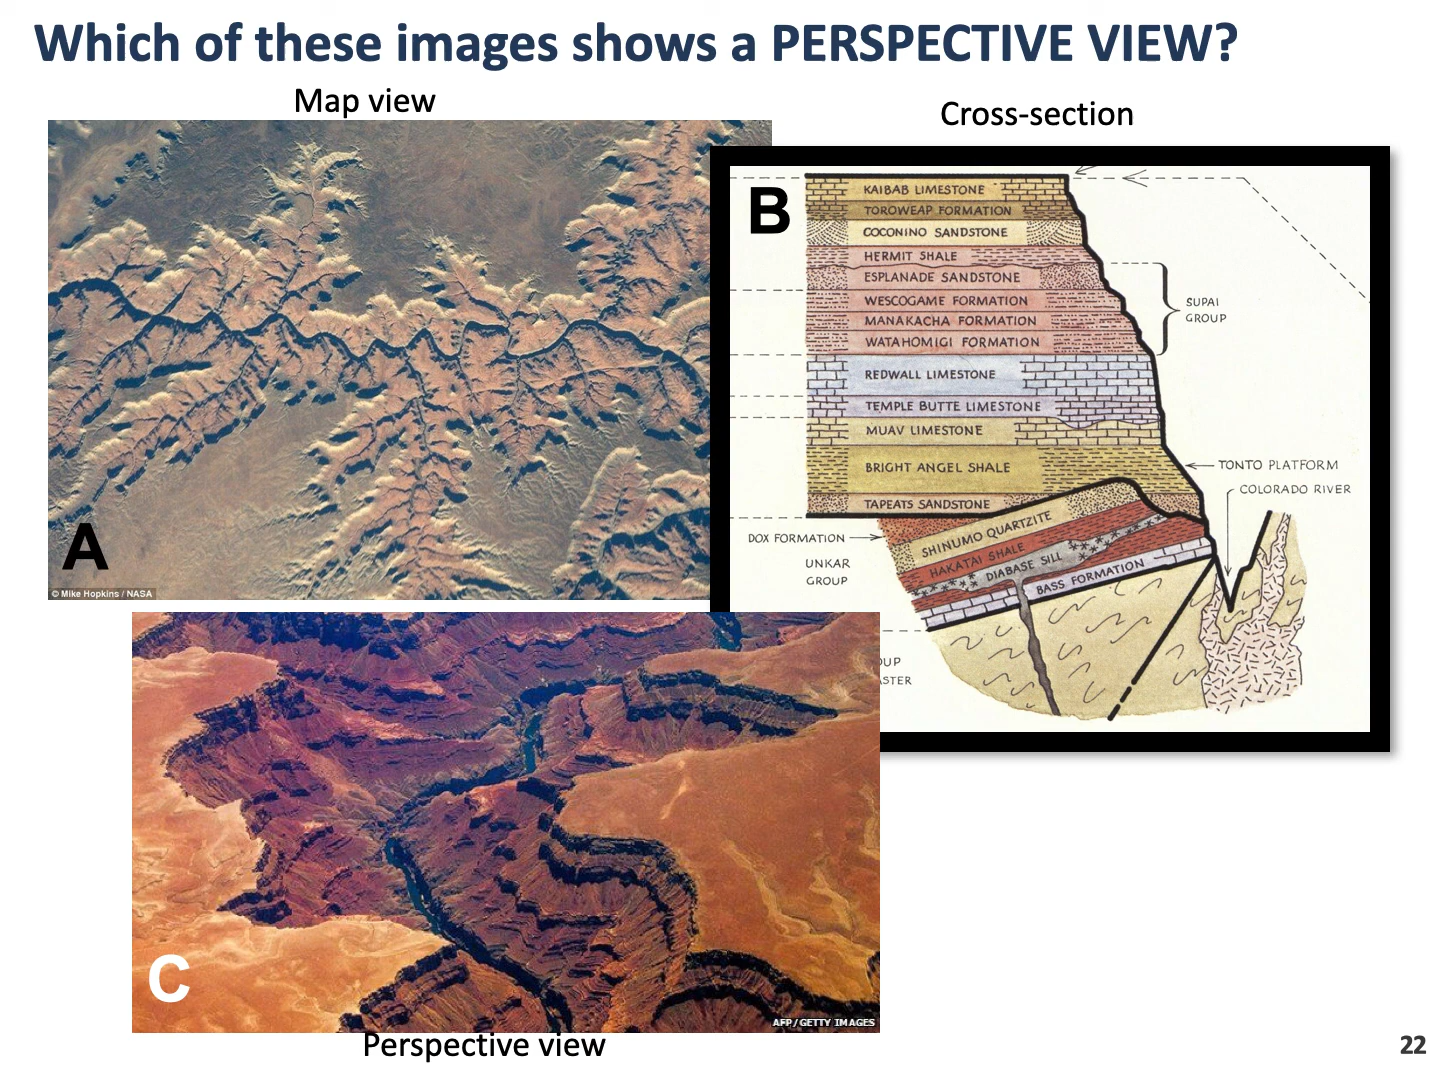 Which of these images shows a PERSPECTIVE VIEW?
Map view
Cross-section
A
© Mike Hopkins / NASA
B
KAIBAB LIMESTONE
TOROWEAP FORMATION
COCONINO SANDSTONE
HERMIT SHALE
ESPLANADE SANDSTONE
WESCOGAME FORMATION
MANAKACHA FORMATION
WATAHOMIGI FORMATION
SUPAI
GROUP
REDWALL LIMESTONE
TEMPLE BUTTE LIMESTONE
MUAV LIMESTONE
BRIGHT ANGEL SHALE
TAPEATS SANDSTONE
TONTO PLATFORM
COLORADO RIVER
DOX FORMATION
UNKAR
GROUP
SHINUMO QUARTZITE
HAKATAI SHALE
DIABASE SILL
BASS FORMATION
OUP
ASTER
C
AFP/GETTY IMAGES
Perspective view
22